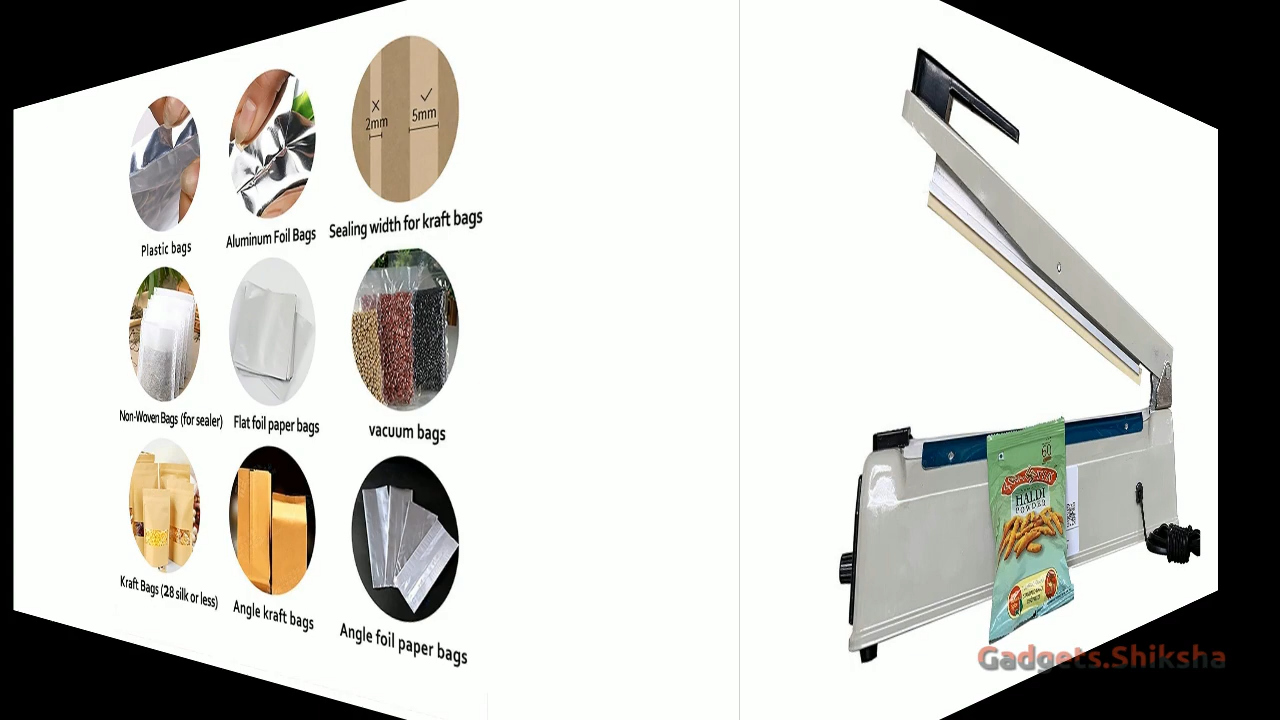 2mm
5mm
Plastic bags
Aluminum Foil Bags
Sealing width for kraft bags
Non-Woven Bags (for sealer)
Flat foil paper bags
vacuum bags
Kraft Bags (28 silk or less)
Angle kraft bags
Angle foil paper bags
HALDI
POWDER
Gadgets.Shiksha